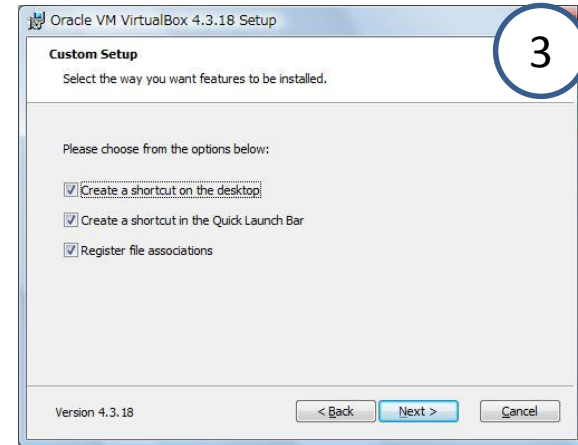 Oracle VM VirtualBox 4.3.18 Setup
3
Custom Setup
Select the way you want features to be installed.
Please choose from the options below:
Create a shortcut on the desktop
Create a shortcut in the Quick Launch Bar
Register file associations
Version 4.3.18
< Back
Next >
Cancel